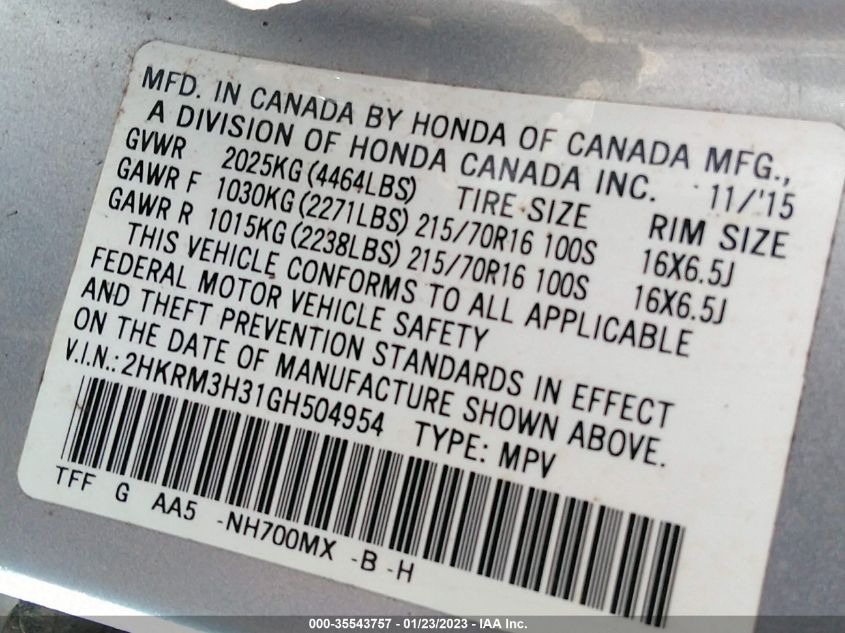 MFD. IN CANADA BY HONDA OF CANADA MFG.,
A DIVISION OF HONDA CANADA INC. 11/'15
GVWR 2025KG (4464LBS) TIRE SIZE RIM SIZE
GAWR F 1030KG (2271LBS) 215/70R16 100S 16X6.5J
GAWR R 1015KG (2238LBS) 215/70R16 100S 16X6.5J
THIS VEHICLE CONFORMS TO ALL APPLICABLE
FEDERAL MOTOR VEHICLE SAFETY
AND THEFT PREVENTION STANDARDS IN EFFECT
ON THE DATE OF MANUFACTURE SHOWN ABOVE.
V.I.N.: 2HKRM3H31GH504954 TYPE: MPV
TFF G AA5 -NH700MX -B -H
000-35543757 - 01/23/2023 - IAA Inc.